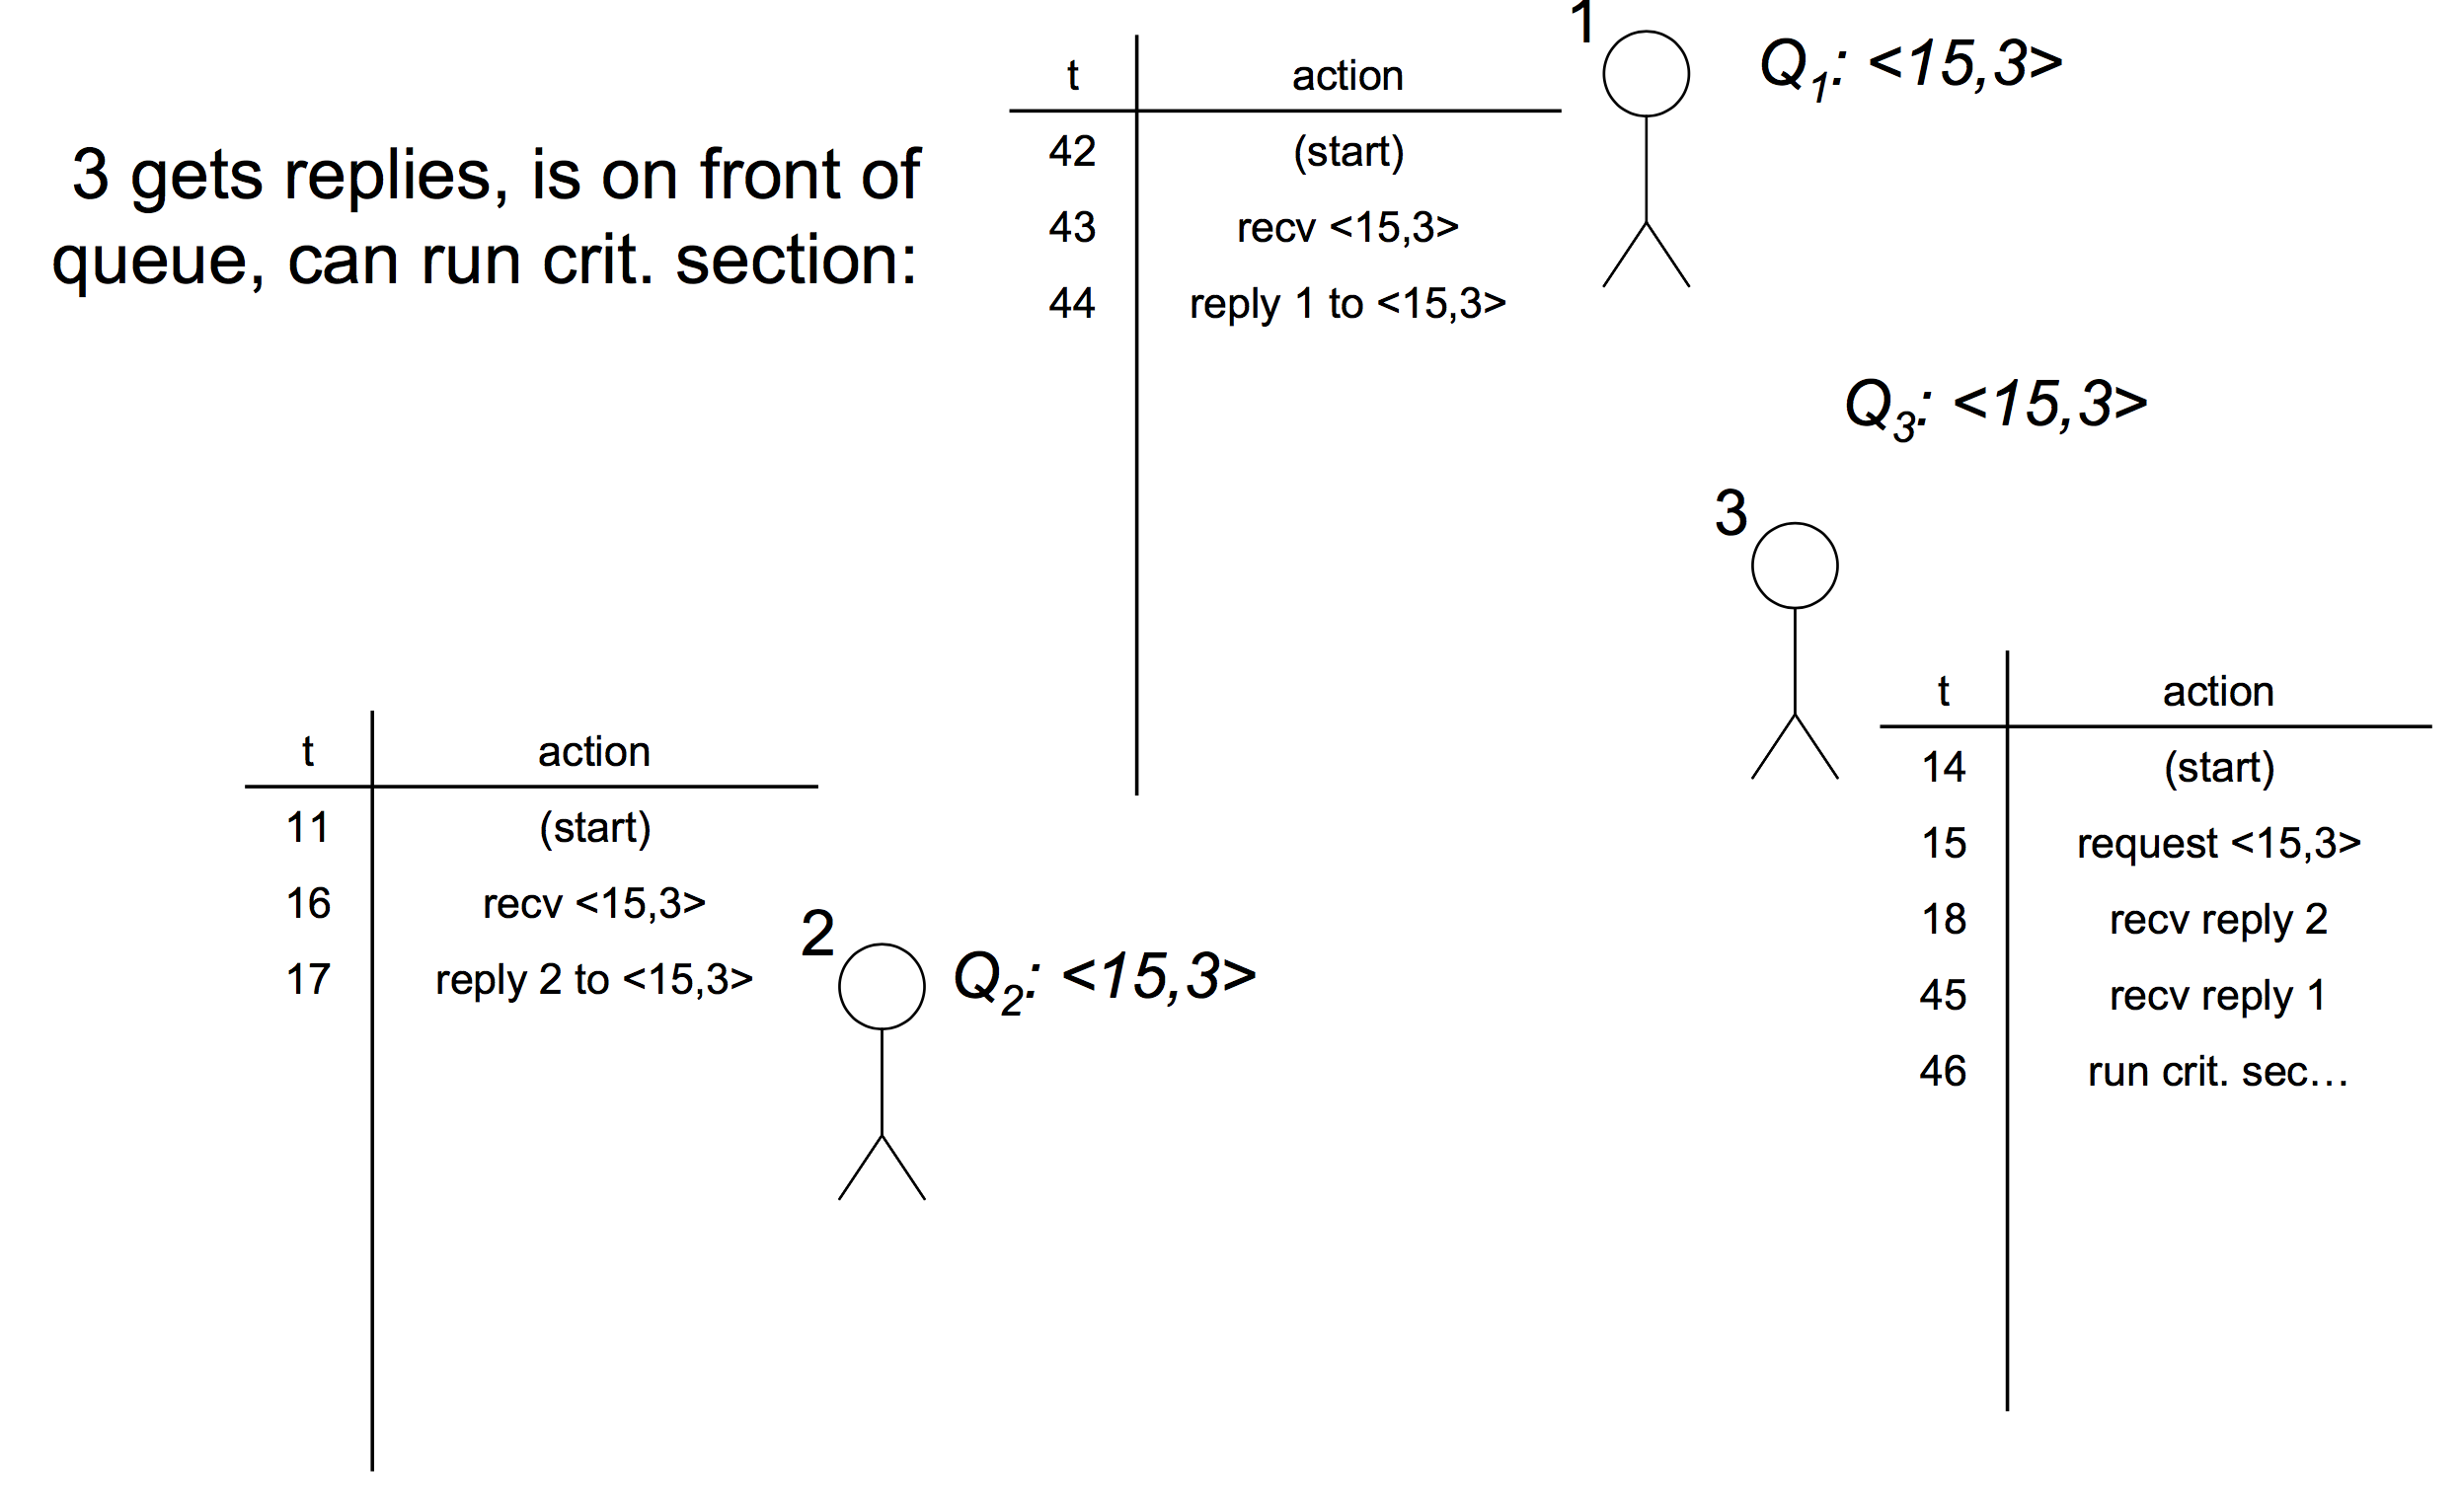 3 gets replies, is on front of
queue, can run crit. section:
t action
42 (start)
43 recv <15,3>
44 reply 1 to <15,3>
1
Q1: <15,3>
Q3: <15,3>
3
t action
14 (start)
15 request <15,3>
18 recv reply 2
45 recv reply 1
46 run crit. sec…
t action
11 (start)
16 recv <15,3>
17 reply 2 to <15,3>
2
Q2: <15,3>